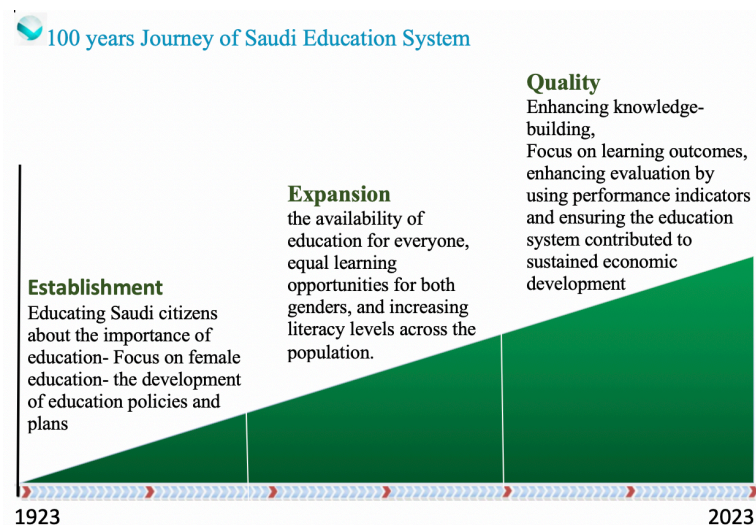 100 years Journey of Saudi Education System
Quality
Enhancing knowledge-
building,
Focus on learning outcomes,
enhancing evaluation by
using performance indicators
and ensuring the education
system contributed to
sustained economic
development
Expansion
the availability of
education for everyone,
equal learning
opportunities for both
genders, and increasing
literacy levels across the
population.
Establishment
Educating Saudi citizens
about the importance of
education- Focus on female
education- the development
of education policies and
plans
1923
2023